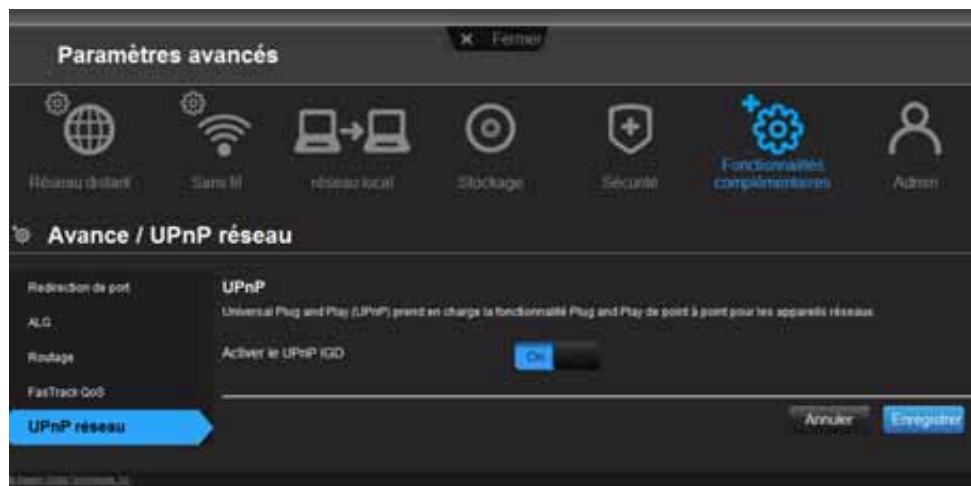 × Fermer
Paramètres avancés
Réseau distant
Sans fil
réseau local
Stockage
Sécurité
Fonctionnalités
complémentaires
Admin
Avance / UPnP réseau
Redirection de port
ALG
Routage
FasTrack QoS
UPnP réseau
UPnP
Universal Plug and Play (UPnP) prend en charge la fonctionnalité Plug and Play de point à point pour les appareils réseaux
Activer le UPnP IGD
On
Annuler
Enregistrer